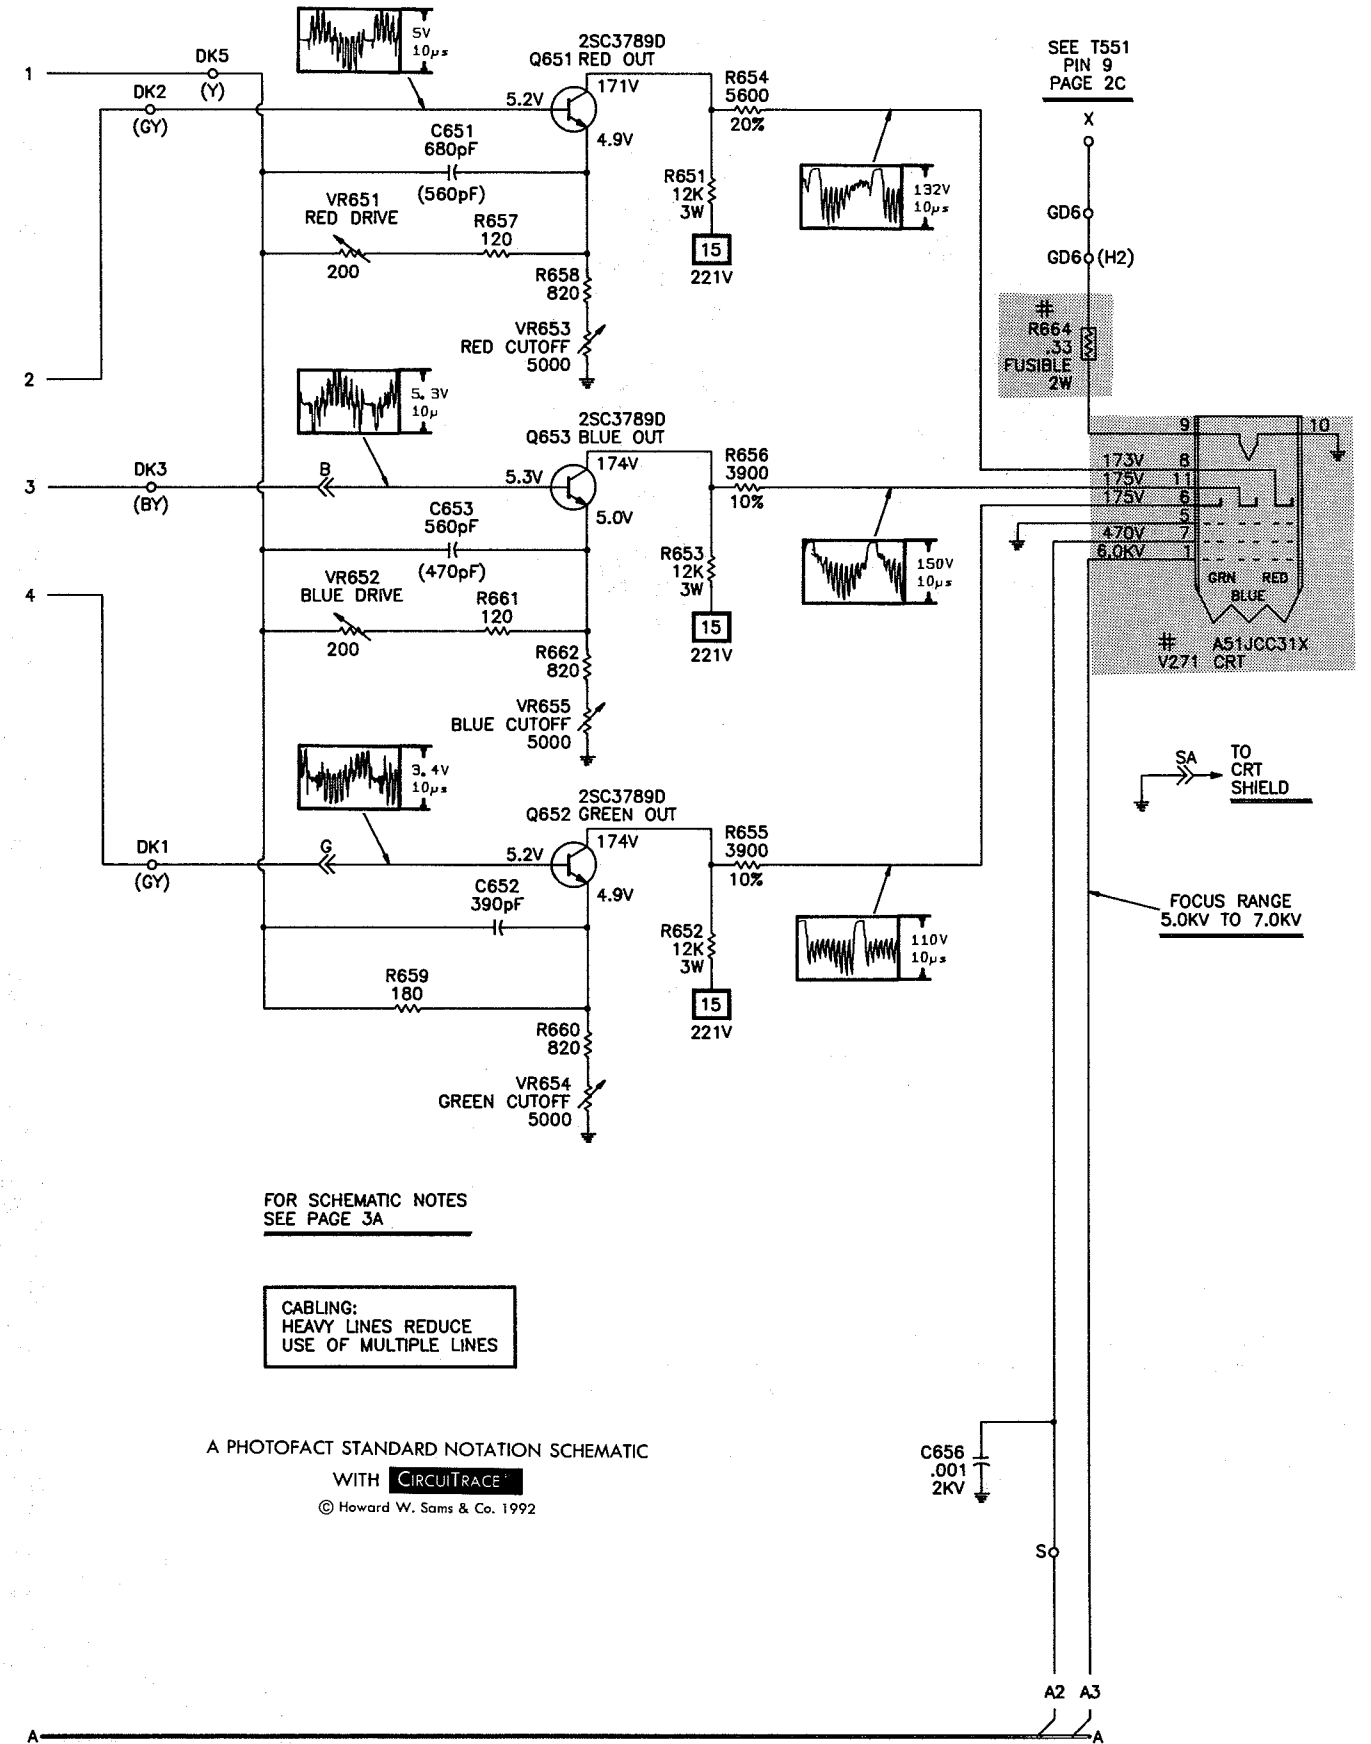 5V
10µs
2SC3789D
Q651 RED OUT
SEE T551
PIN 9
PAGE 2C
X
1
DK5
(Y)
DK2
(GY)
5.2V
171V
4.9V
R654
5600
20%
C651
680pF
(560pF)
R651
12K
3W
15
221V
132V
10µs
VR651
RED DRIVE
200
R657
120
GD6
GD6 (H2)
R658
820
VR653
RED CUTOFF
5000
#
R664
.33
FUSIBLE
2W
2
5.3V
10µ
2SC3789D
Q653 BLUE OUT
3
DK3
(BY)
B
5.3V
174V
5.0V
R656
3900
10%
C653
560pF
(470pF)
R653
12K
3W
15
221V
150V
10µs
9
10
173V 8
175V 11
175V 6
5
470V 7
6.0KV 1
GRN RED
BLUE
# A51JCC31X
V271 CRT
4
VR652
BLUE DRIVE
200
R661
120
R662
820
VR655
BLUE CUTOFF
5000
3.4V
10µs
2SC3789D
Q652 GREEN OUT
SA
TO
CRT
SHIELD
DK1
(GY)
G
5.2V
174V
4.9V
R655
3900
10%
C652
390pF
R652
12K
3W
15
221V
110V
10µs
FOCUS RANGE
5.0KV TO 7.0KV
R659
180
R660
820
VR654
GREEN CUTOFF
5000
FOR SCHEMATIC NOTES
SEE PAGE 3A
CABLING:
HEAVY LINES REDUCE
USE OF MULTIPLE LINES
A PHOTOFACT STANDARD NOTATION SCHEMATIC
WITH CIRCUITRACE
© Howard W. Sams & Co. 1992
C656
.001
2KV
S
A2 A3
A
A